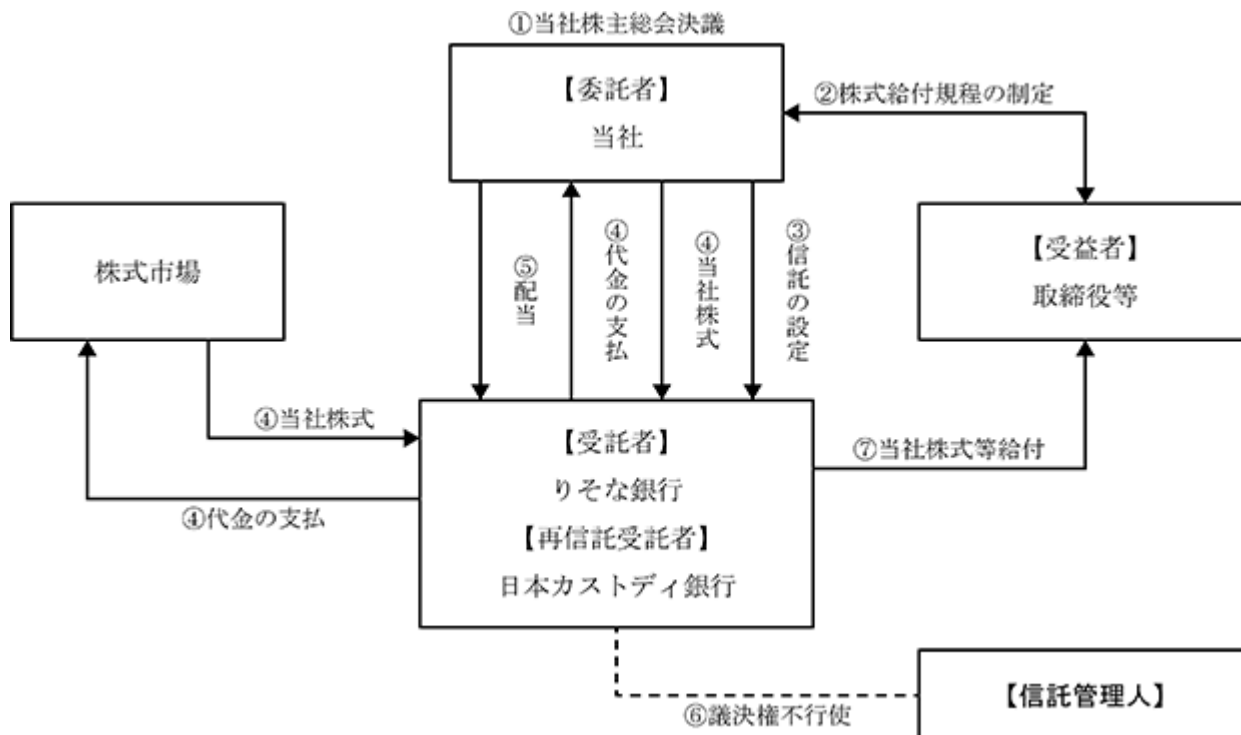 ①当社株主総会決議
【委託者】
当社
②株式給付規程の制定
株式市場
【受益者】
取締役等
⑤配当
④代金の支払
④当社株式
③信託の設定
④当社株式
④代金の支払
【受託者】
りそな銀行
【再信託受託者】
日本カストディ銀行
⑦当社株式等給付
⑥議決権不行使
【信託管理人】